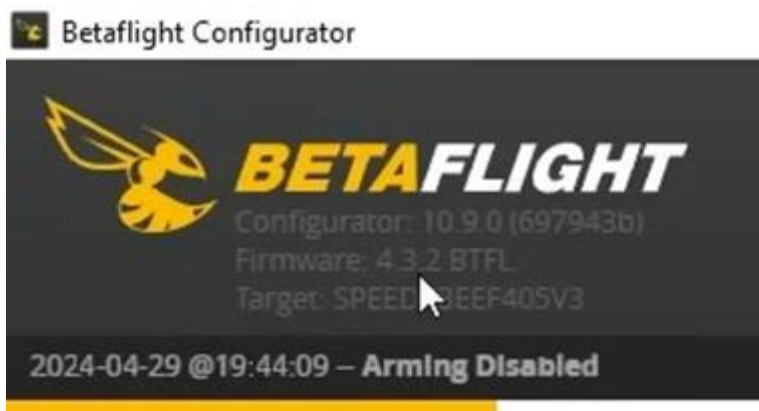 Betaflight Configurator
BETAFLIGHT
Configurator: 10.9.0 (697943b)
Firmware: 4.3.2 BTFL
Target:
2024-04-29 @19:44:09 – Arming Disabled